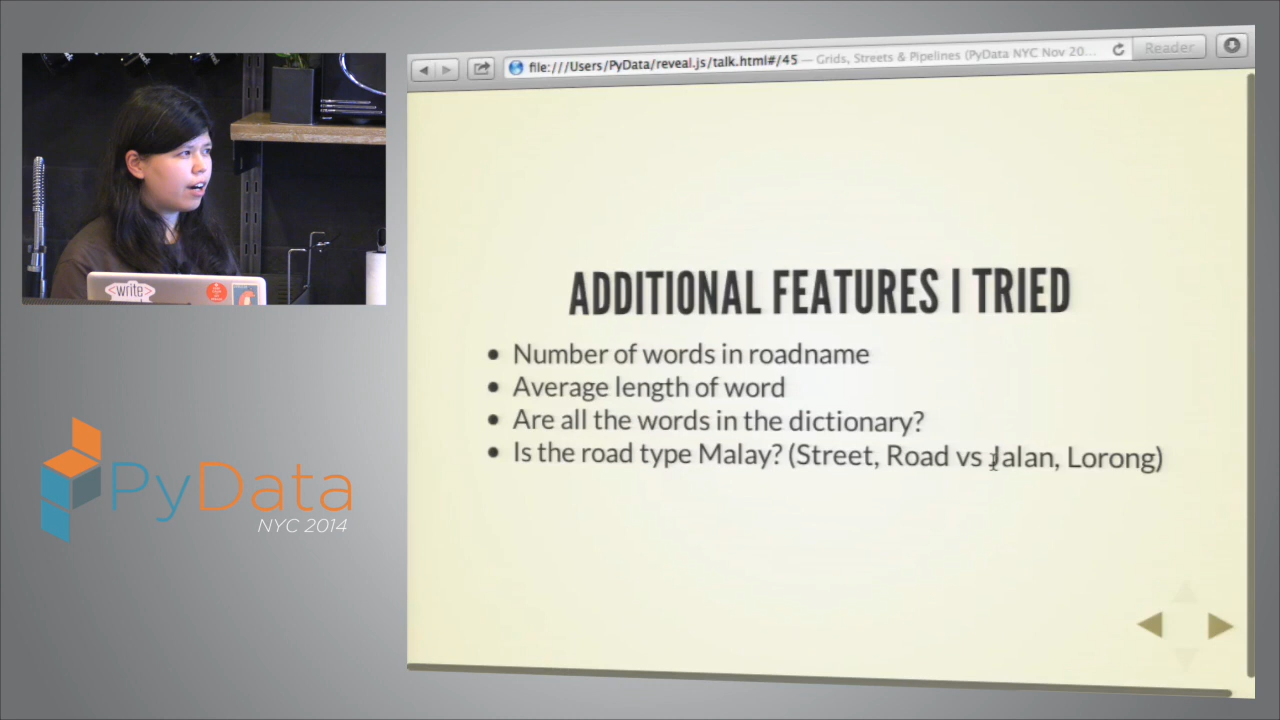 file:///Users/PyData/reveal.js/talk.html#/45 — Grids, Streets & Pipelines (PyData NYC Nov 20...
Reader
ADDITIONAL FEATURES I TRIED
• Number of words in roadname
• Average length of word
• Are all the words in the dictionary?
• Is the road type Malay? (Street, Road vs Jalan, Lorong)
<write>
PyData
NYC 2014